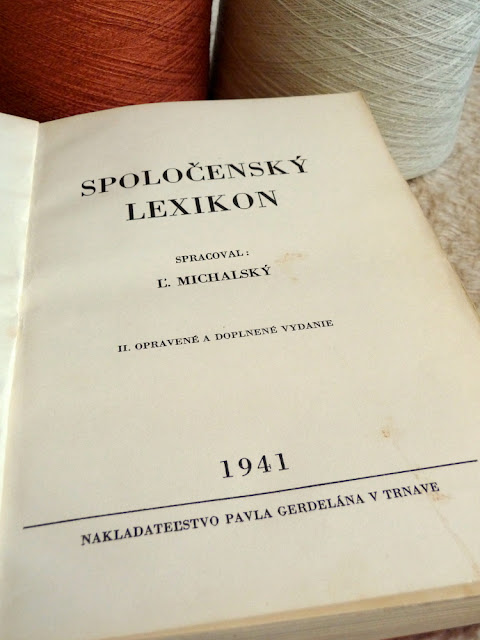 SPOLOČENSKÝ
LEXIKON
SPRACOVAL:
Ľ. MICHALSKÝ
II. OPRAVENÉ A DOPLNENÉ VYDANIE
1941
NAKLADATEĽSTVO PAVLA GERDELÁNA V TRNAVE